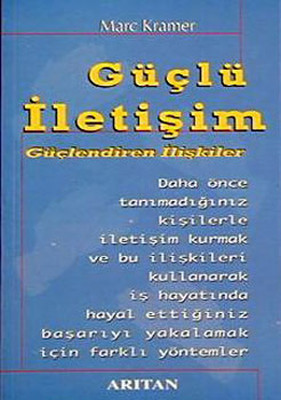 Marc Kramer
Güçlü
İletişim
Güçlendiren İlişkiler
Daha önce
tanımadığınız
kişilerle
iletişim kurmak
ve bu ilişkileri
kullanarak
iş hayatında
hayal ettiğiniz
başarıyı yakalamak
için farklı yöntemler
ARITAN